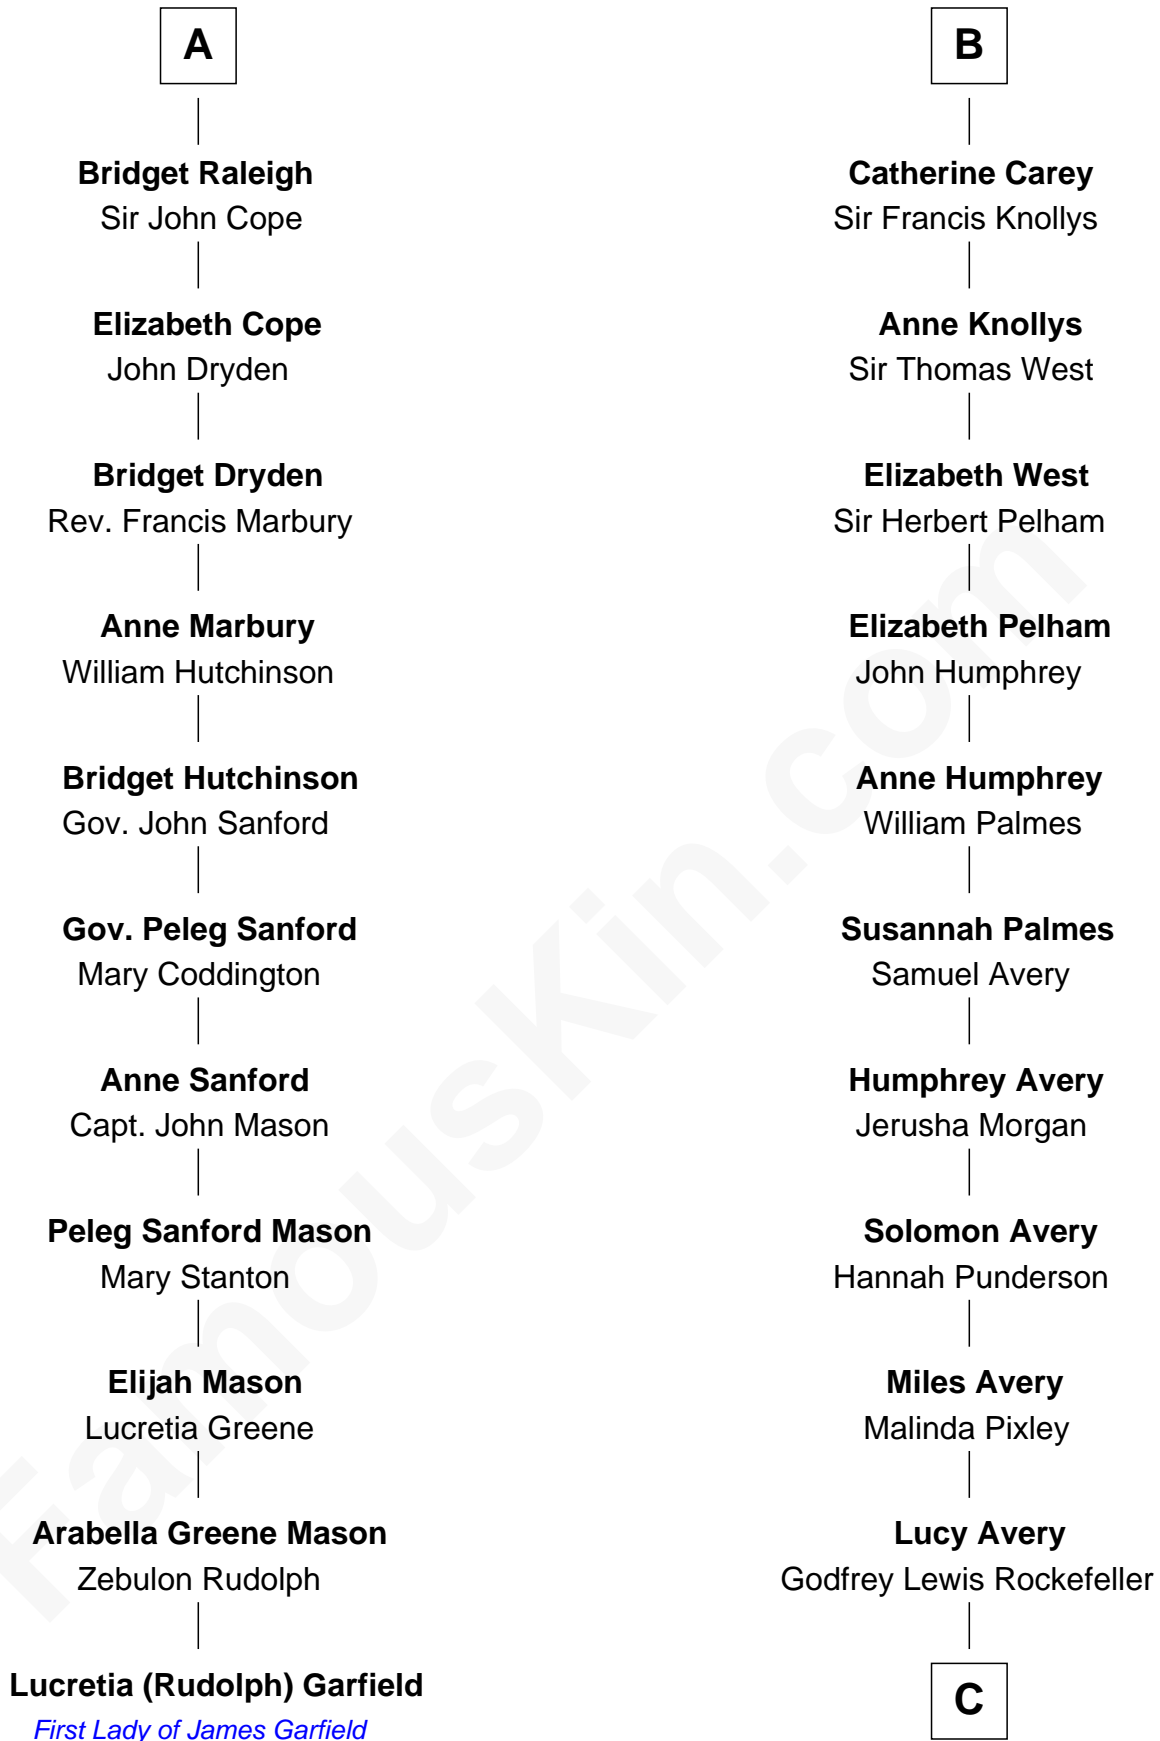 A
Bridget Raleigh
Sir John Cope
Elizabeth Cope
John Dryden
Bridget Dryden
Rev. Francis Marbury
Anne Marbury
William Hutchinson
Bridget Hutchinson
Gov. John Sanford
Gov. Peleg Sanford
Mary Coddington
Anne Sanford
Capt. John Mason
Peleg Sanford Mason
Mary Stanton
Elijah Mason
Lucretia Greene
Arabella Greene Mason
Zebulon Rudolph
Lucretia (Rudolph) Garfield
First Lady of James Garfield
B
Catherine Carey
Sir Francis Knollys
Anne Knollys
Sir Thomas West
Elizabeth West
Sir Herbert Pelham
Elizabeth Pelham
John Humphrey
Anne Humphrey
William Palmes
Susannah Palmes
Samuel Avery
Humphrey Avery
Jerusha Morgan
Solomon Avery
Hannah Punderson
Miles Avery
Malinda Pixley
Lucy Avery
Godfrey Lewis Rockefeller
C
FamousKin.com